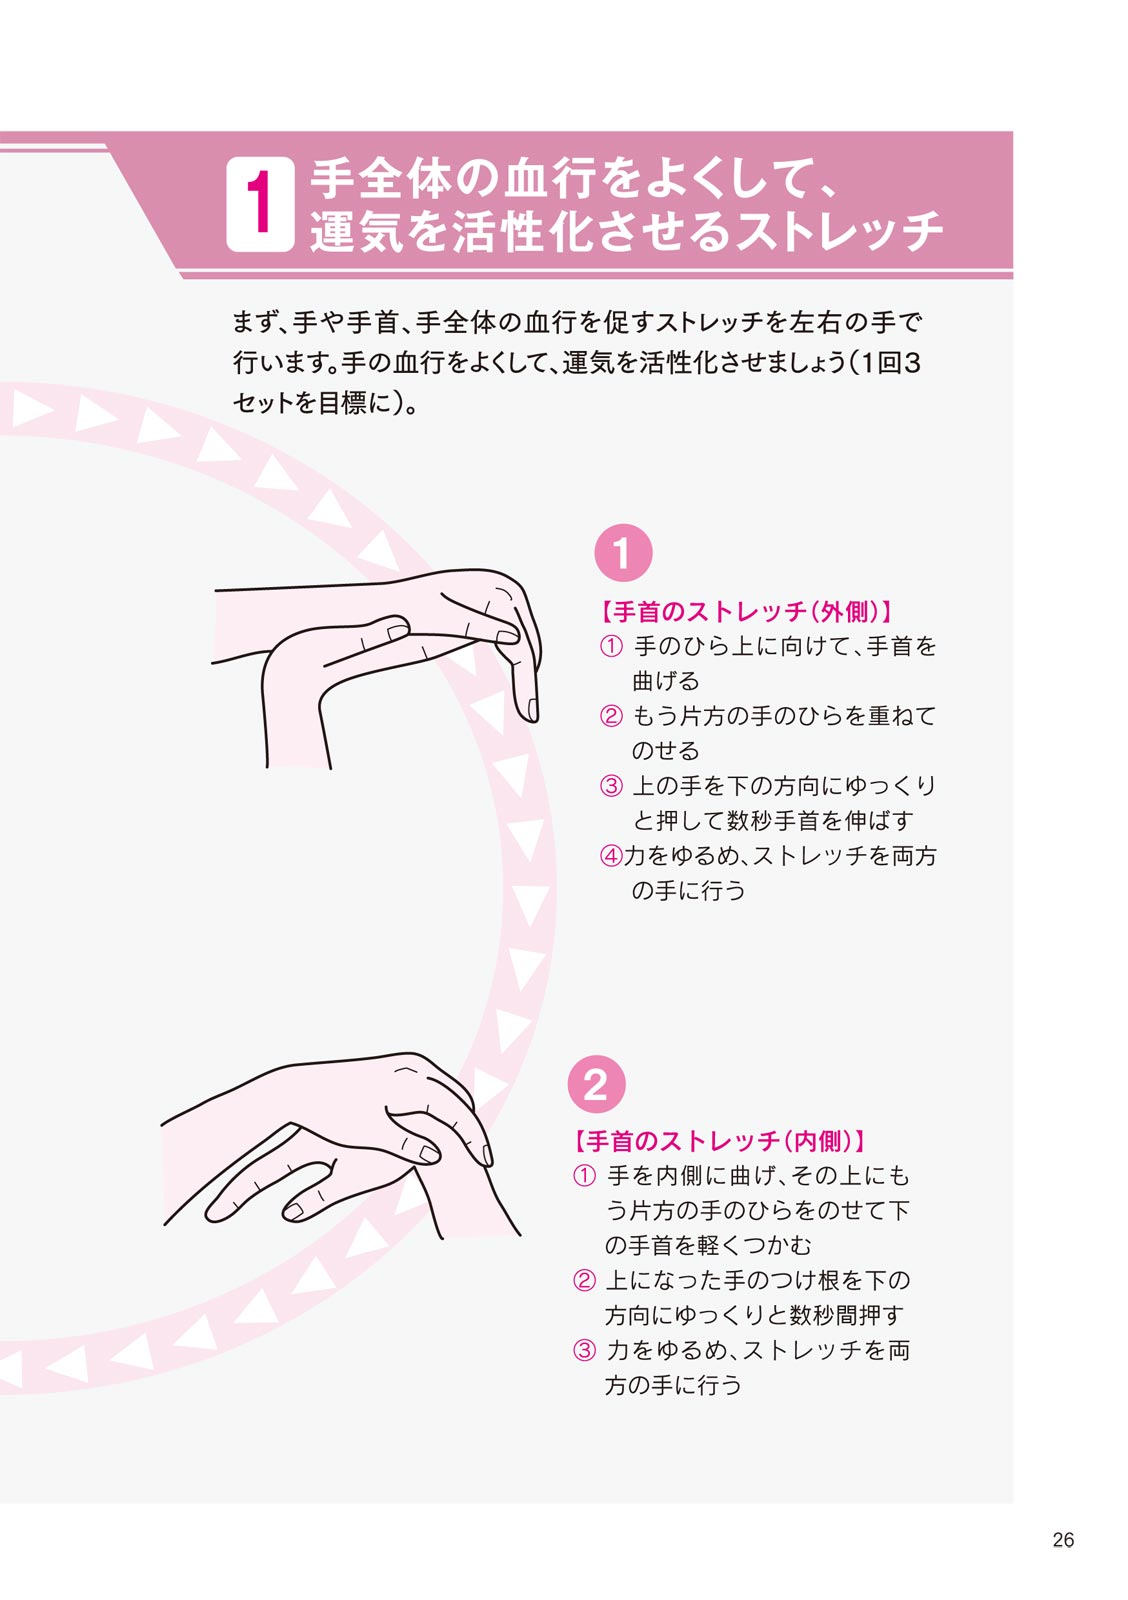 1
手全体の血行をよくして、
運気を活性化させるストレッチ
まず、手や手首、手全体の血行を促すストレッチを左右の手で
行います。手の血行をよくして、運気を活性化させましょう（1回3
セットを目標に）。
1
【手首のストレッチ（外側）】
① 手のひら上に向けて、手首を
曲げる
② もう片方の手のひらを重ねて
のせる
③ 上の手を下の方向にゆっくり
と押して数秒手首を伸ばす
④力をゆるめ、ストレッチを両方
の手に行う
2
【手首のストレッチ（内側）】
① 手を内側に曲げ、その上にも
う片方の手のひらをのせて下
の手首を軽くつかむ
② 上になった手のつけ根を下の
方向にゆっくりと数秒間押す
③ 力をゆるめ、ストレッチを両
方の手に行う
26